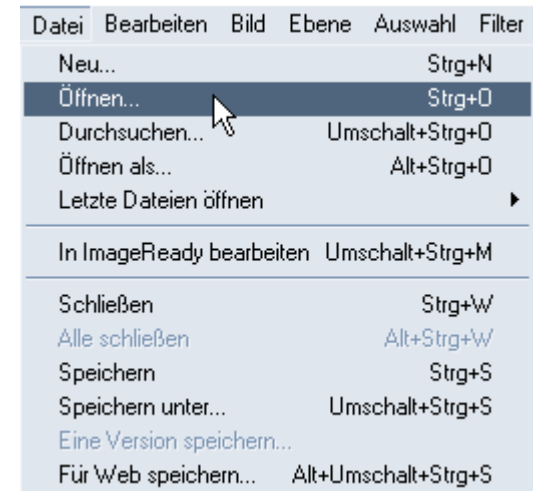 Datei Bearbeiten Bild Ebene Auswahl Filter
Neu... Strg+N
Öffnen... Strg+O
Durchsuchen... Umschalt+Strg+O
Öffnen als... Alt+Strg+O
Letzte Dateien öffnen
In ImageReady bearbeiten Umschalt+Strg+M
Schließen Strg+W
Alle schließen Alt+Strg+W
Speichern Strg+S
Speichern unter... Umschalt+Strg+S
Eine Version speichern...
Für Web speichern... Alt+Umschalt+Strg+S